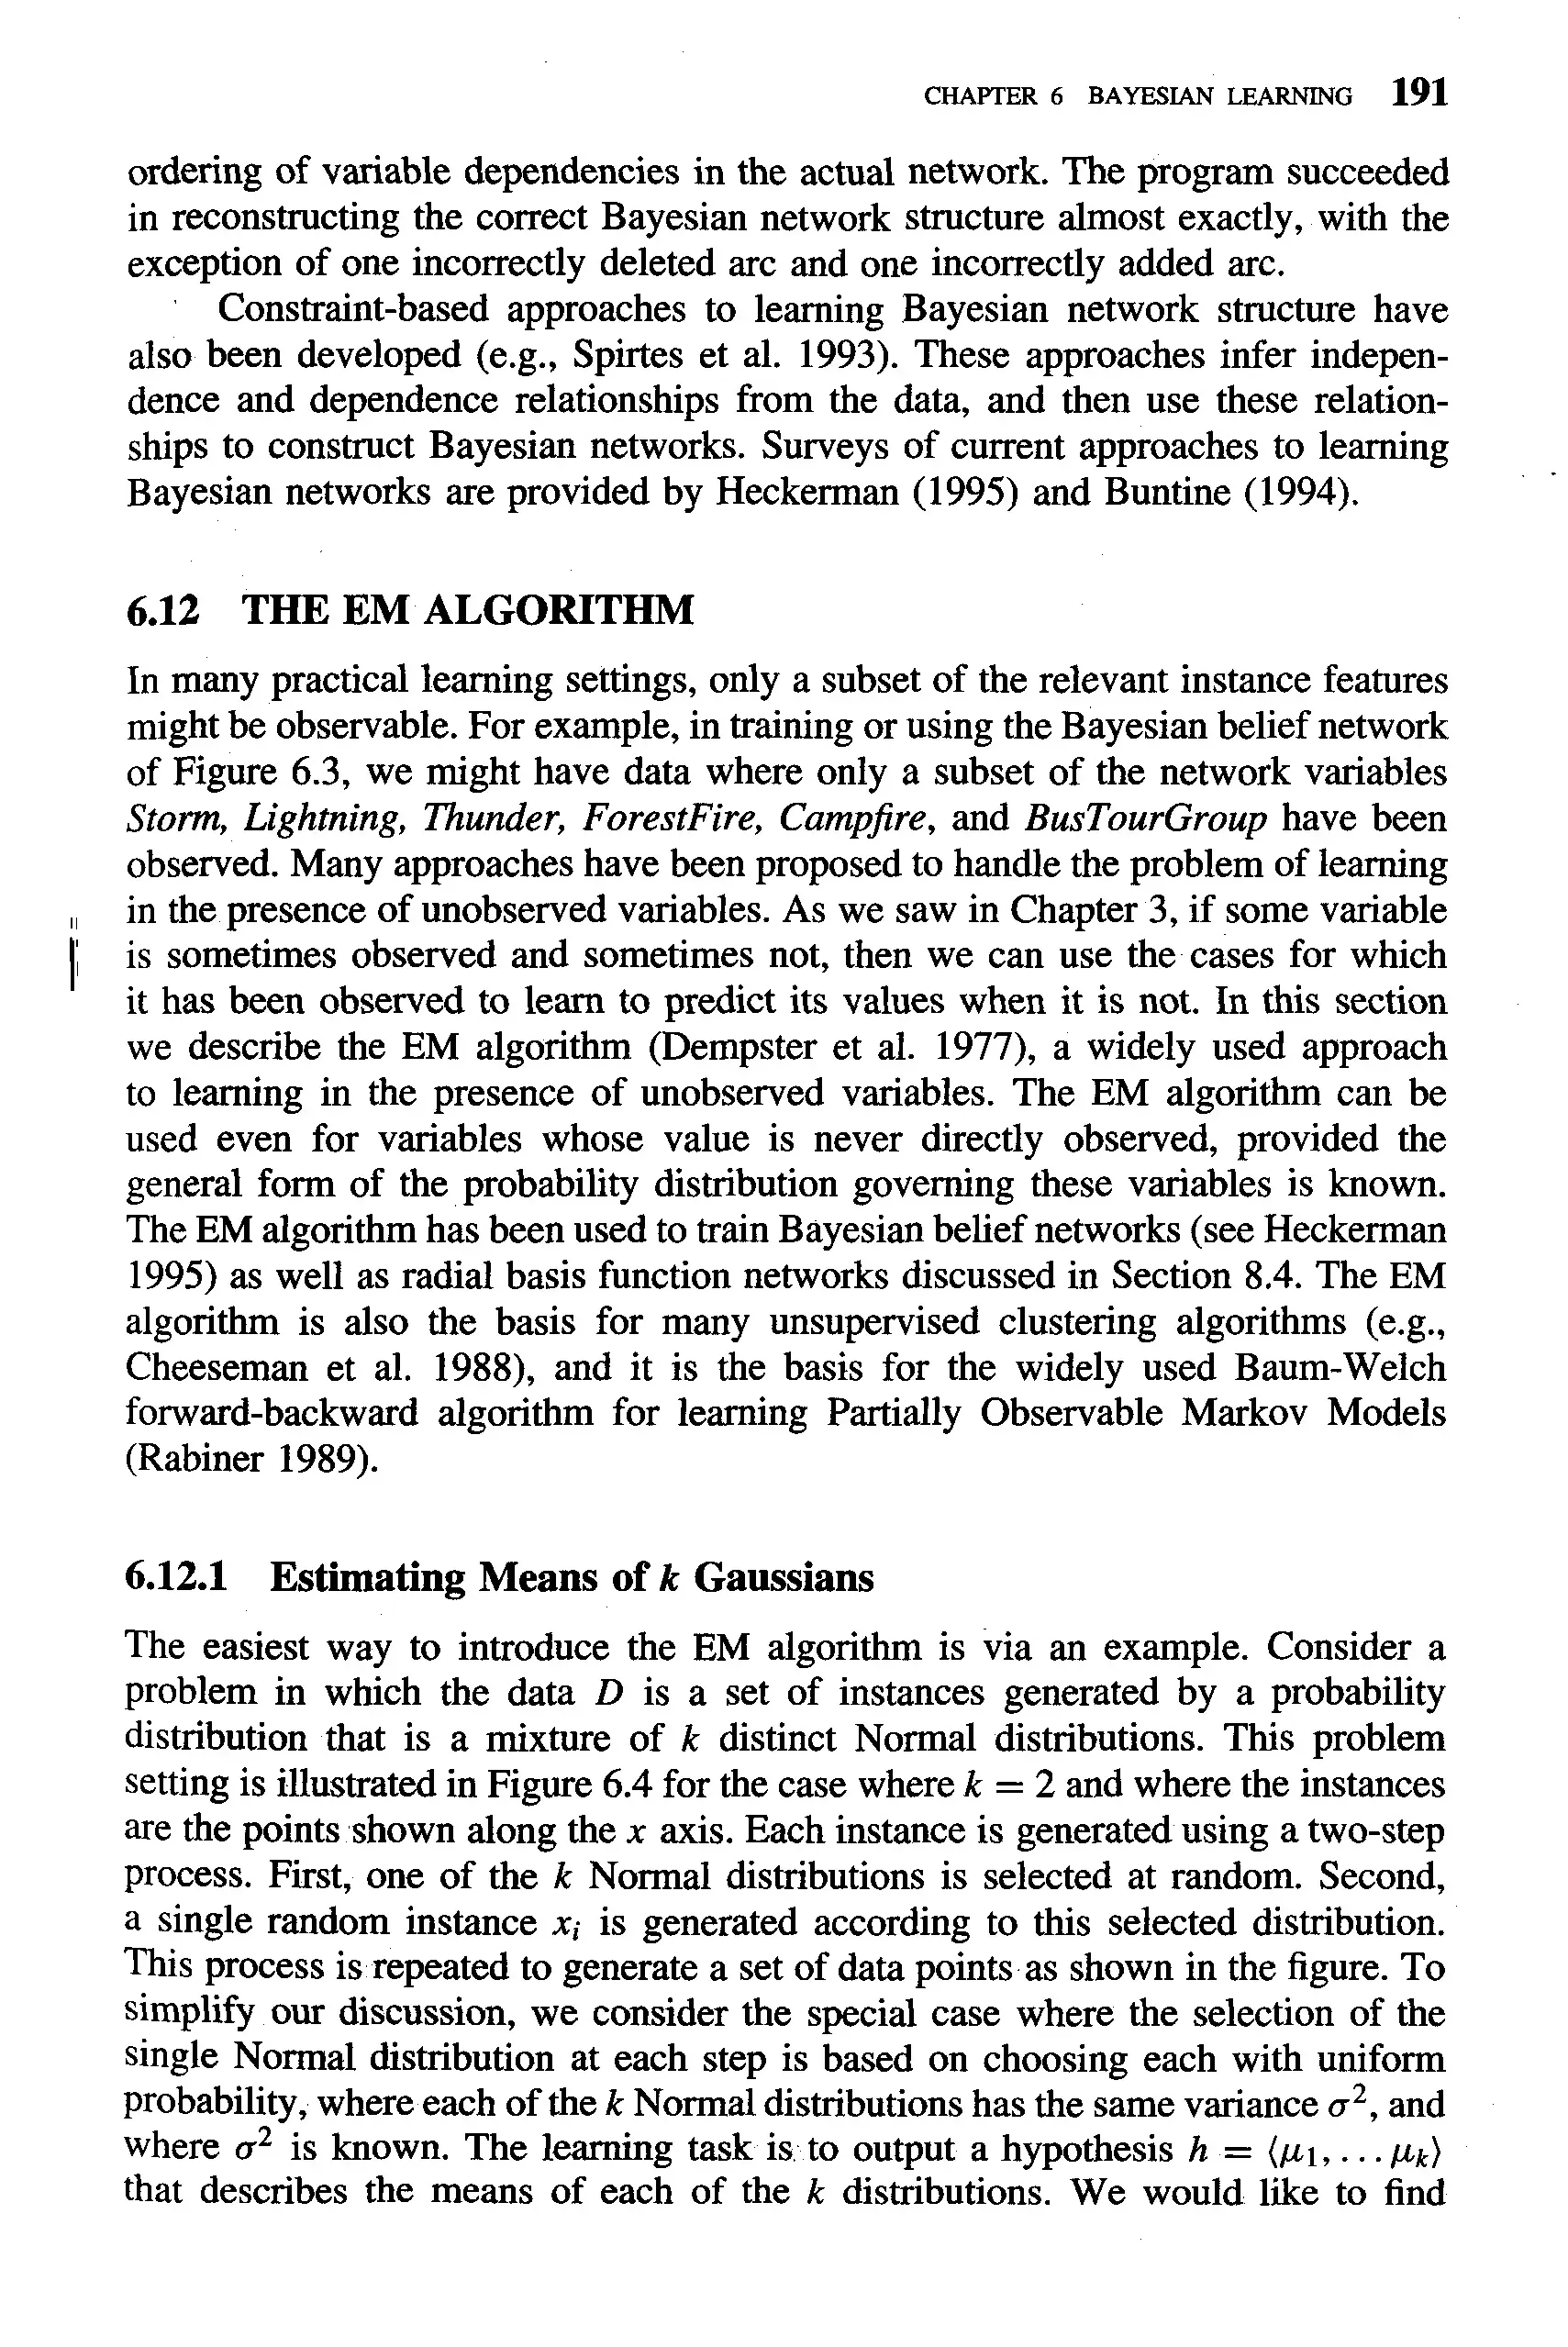 CHAPTER 6 BAYESIAN LEARNING 191
ordering of variable dependencies in the actual network. The program succeeded
in reconstructing the correct Bayesian network structure almost exactly, with the
exception of one incorrectly deleted arc and one incorrectly added arc.
Constraint-based approaches to learning Bayesian network structure have
also been developed (e.g., Spirtes et al. 1993). These approaches infer indepen-
dence and dependence relationships from the data, and then use these relation-
ships to construct Bayesian networks. Surveys of current approaches to learning
Bayesian networks are provided by Heckerman (1995) and Buntine (1994).
6.12 THE EM ALGORITHM
In many practical learning settings, only a subset of the relevant instance features
might be observable. For example, in training or using the Bayesian belief network
of Figure 6.3, we might have data where only a subset of the network variables
Storm, Lightning, Thunder, ForestFire, Campfire, and BusTourGroup have been
observed. Many approaches have been proposed to handle the problem of learning
in the presence of unobserved variables. As we saw in Chapter 3, if some variable
is sometimes observed and sometimes not, then we can use the cases for which
it has been observed to learn to predict its values when it is not. In this section
we describe the EM algorithm (Dempster et al. 1977), a widely used approach
to learning in the presence of unobserved variables. The EM algorithm can be
used even for variables whose value is never directly observed, provided the
general form of the probability distribution governing these variables is known.
The EM algorithm has been used to train Bayesian belief networks (see Heckerman
1995) as well as radial basis function networks discussed in Section 8.4. The EM
algorithm is also the basis for many unsupervised clustering algorithms (e.g.,
Cheeseman et al. 1988), and it is the basis for the widely used Baum-Welch
forward-backward algorithm for learning Partially Observable Markov Models
(Rabiner 1989).
6.12.1 Estimating Means of k Gaussians
The easiest way to introduce the EM algorithm is via an example. Consider a
problem in which the data D is a set of instances generated by a probability
distribution that is a mixture of k distinct Normal distributions. This problem
setting is illustrated in Figure 6.4 for the case where k = 2 and where the instances
are the points shown along the x axis. Each instance is generated using a two-step
process. First, one of the k Normal distributions is selected at random. Second,
a single random instance xᵢ is generated according to this selected distribution.
This process is repeated to generate a set of data points as shown in the figure. To
simplify our discussion, we consider the special case where the selection of the
single Normal distribution at each step is based on choosing each with uniform
probability, where each of the k Normal distributions has the same variance σ², and
where σ² is known. The learning task is to output a hypothesis h = ⟨μ₁, . . . μₖ⟩
that describes the means of each of the k distributions. We would like to find